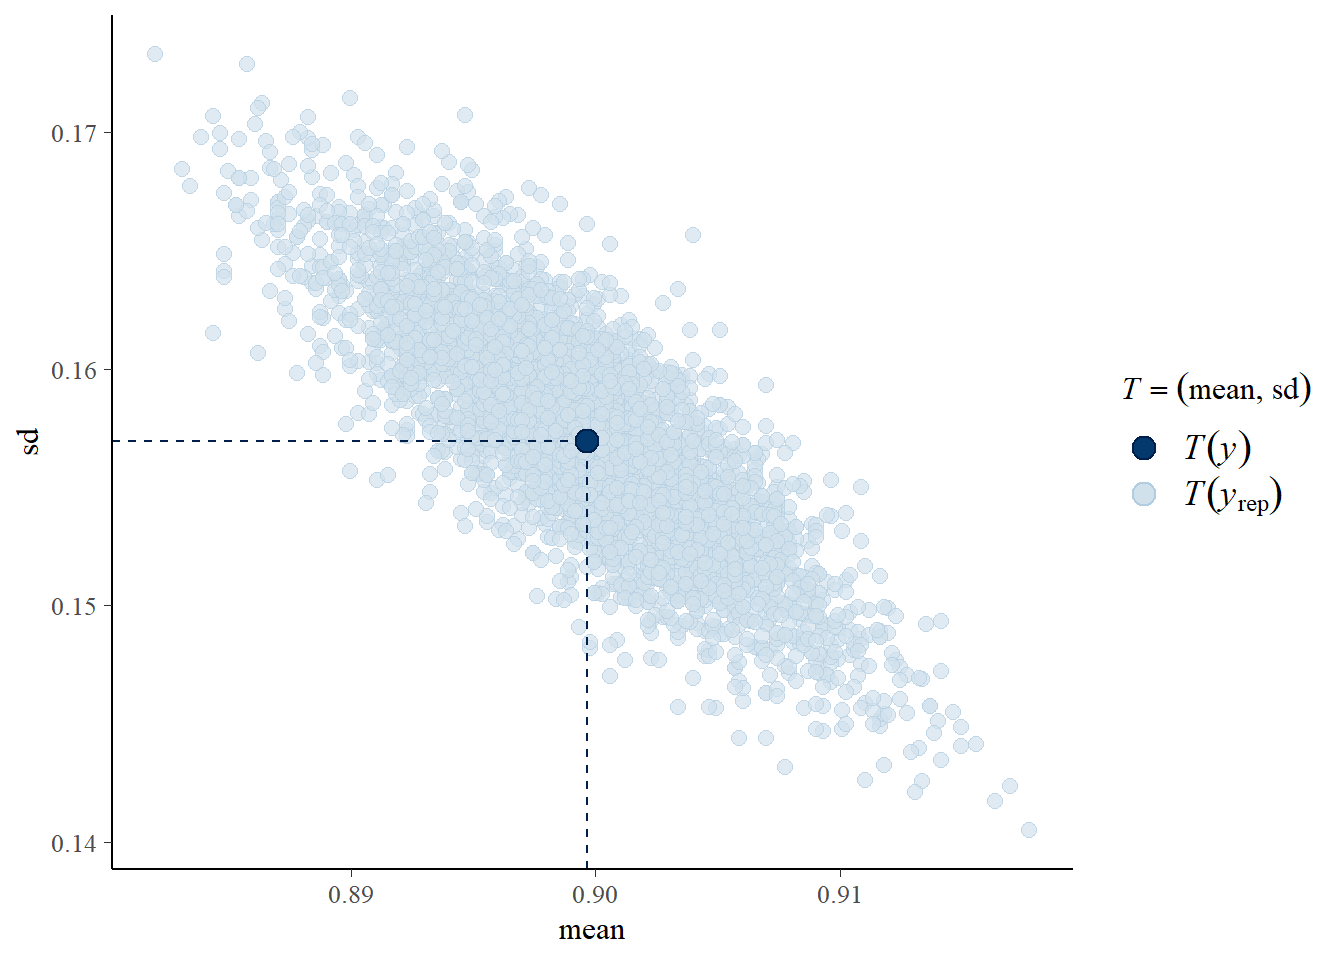 0.17
0.16
0.15
0.14
sd
0.89 0.90 0.91
mean
T = (mean, sd)
T(y)
T(yrep)